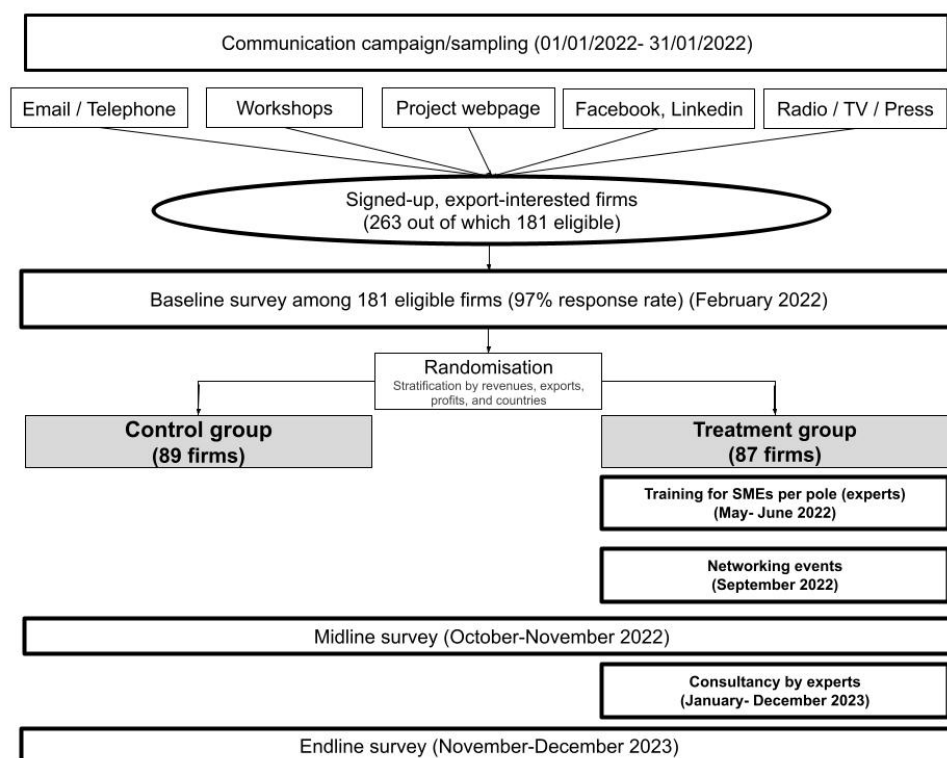 Communication campaign/sampling (01/01/2022- 31/01/2022)
Email / Telephone
Workshops
Project webpage
Facebook, Linkedin
Radio / TV / Press
Signed-up, export-interested firms
(263 out of which 181 eligible)
Baseline survey among 181 eligible firms (97% response rate) (February 2022)
Randomisation
Stratification by revenues, exports,
profits, and countries
Control group
(89 firms)
Treatment group
(87 firms)
Training for SMEs per pole (experts)
(May- June 2022)
Networking events
(September 2022)
Midline survey (October-November 2022)
Consultancy by experts
(January- December 2023)
Endline survey (November-December 2023)